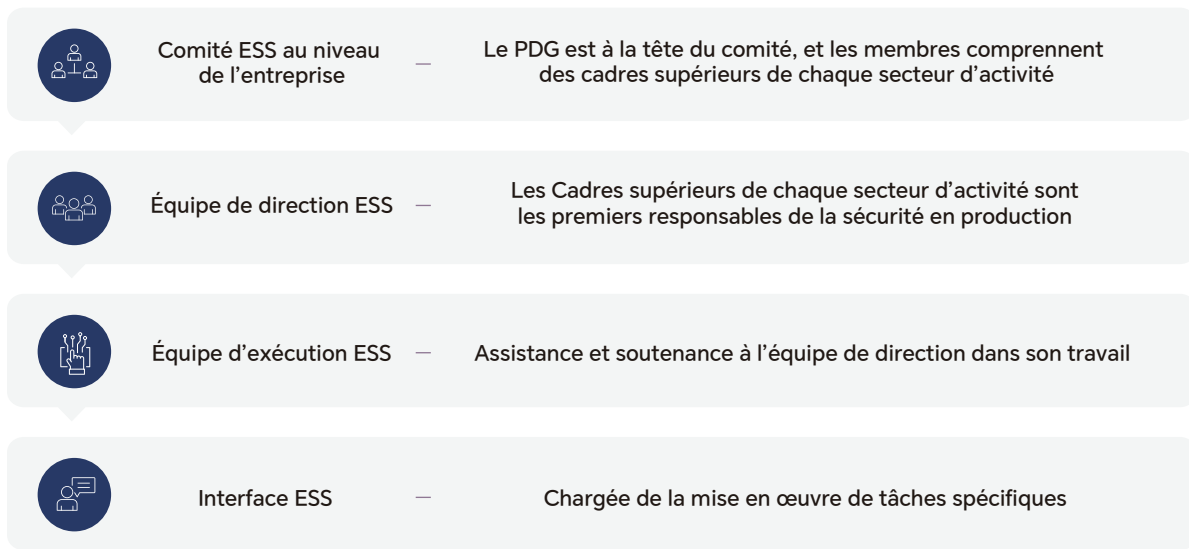 Comité ESS au niveau
de l’entreprise
—
Le PDG est à la tête du comité, et les membres comprennent
des cadres supérieurs de chaque secteur d’activité
Équipe de direction ESS
—
Les Cadres supérieurs de chaque secteur d’activité sont
les premiers responsables de la sécurité en production
Équipe d’exécution ESS
—
Assistance et soutenance à l’équipe de direction dans son travail
Interface ESS
—
Chargée de la mise en œuvre de tâches spécifiques